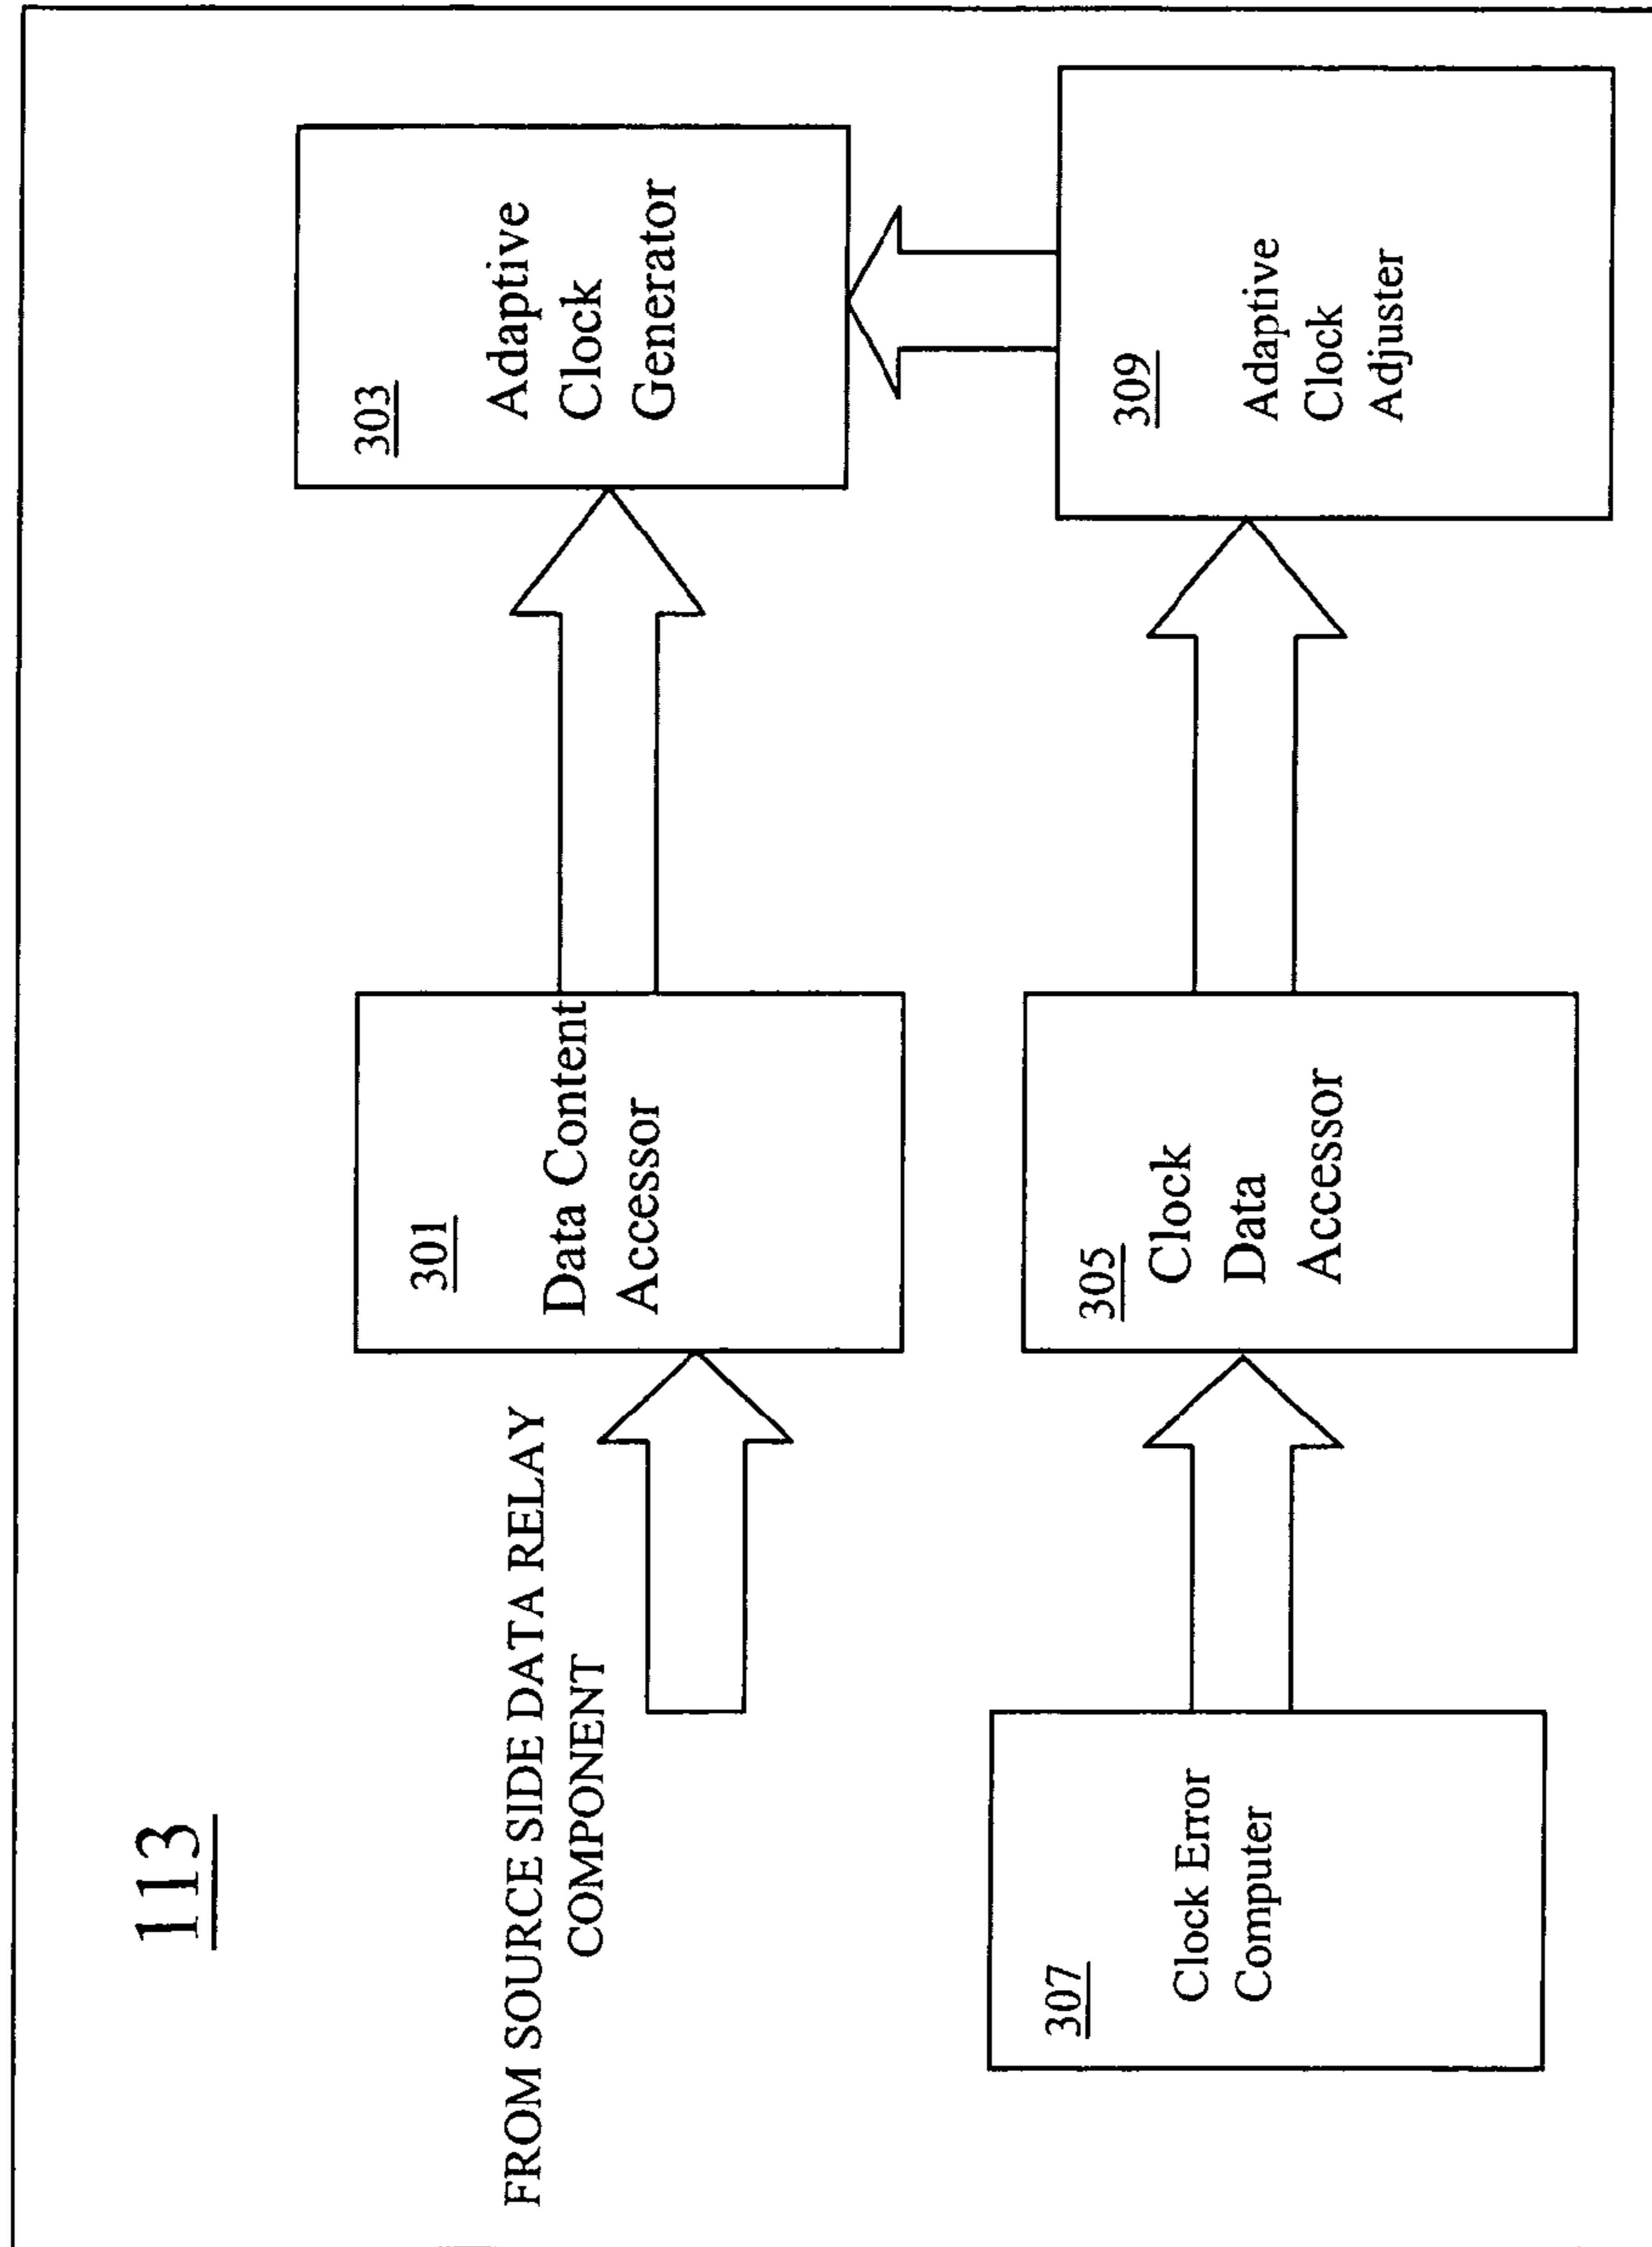 113
FROM SOURCE SIDE DATA RELAY
COMPONENT
301
Data Content
Accessor
303
Adaptive
Clock
Generator
307
Clock Error
Computer
305
Clock
Data
Accessor
309
Adaptive
Clock
Adjuster